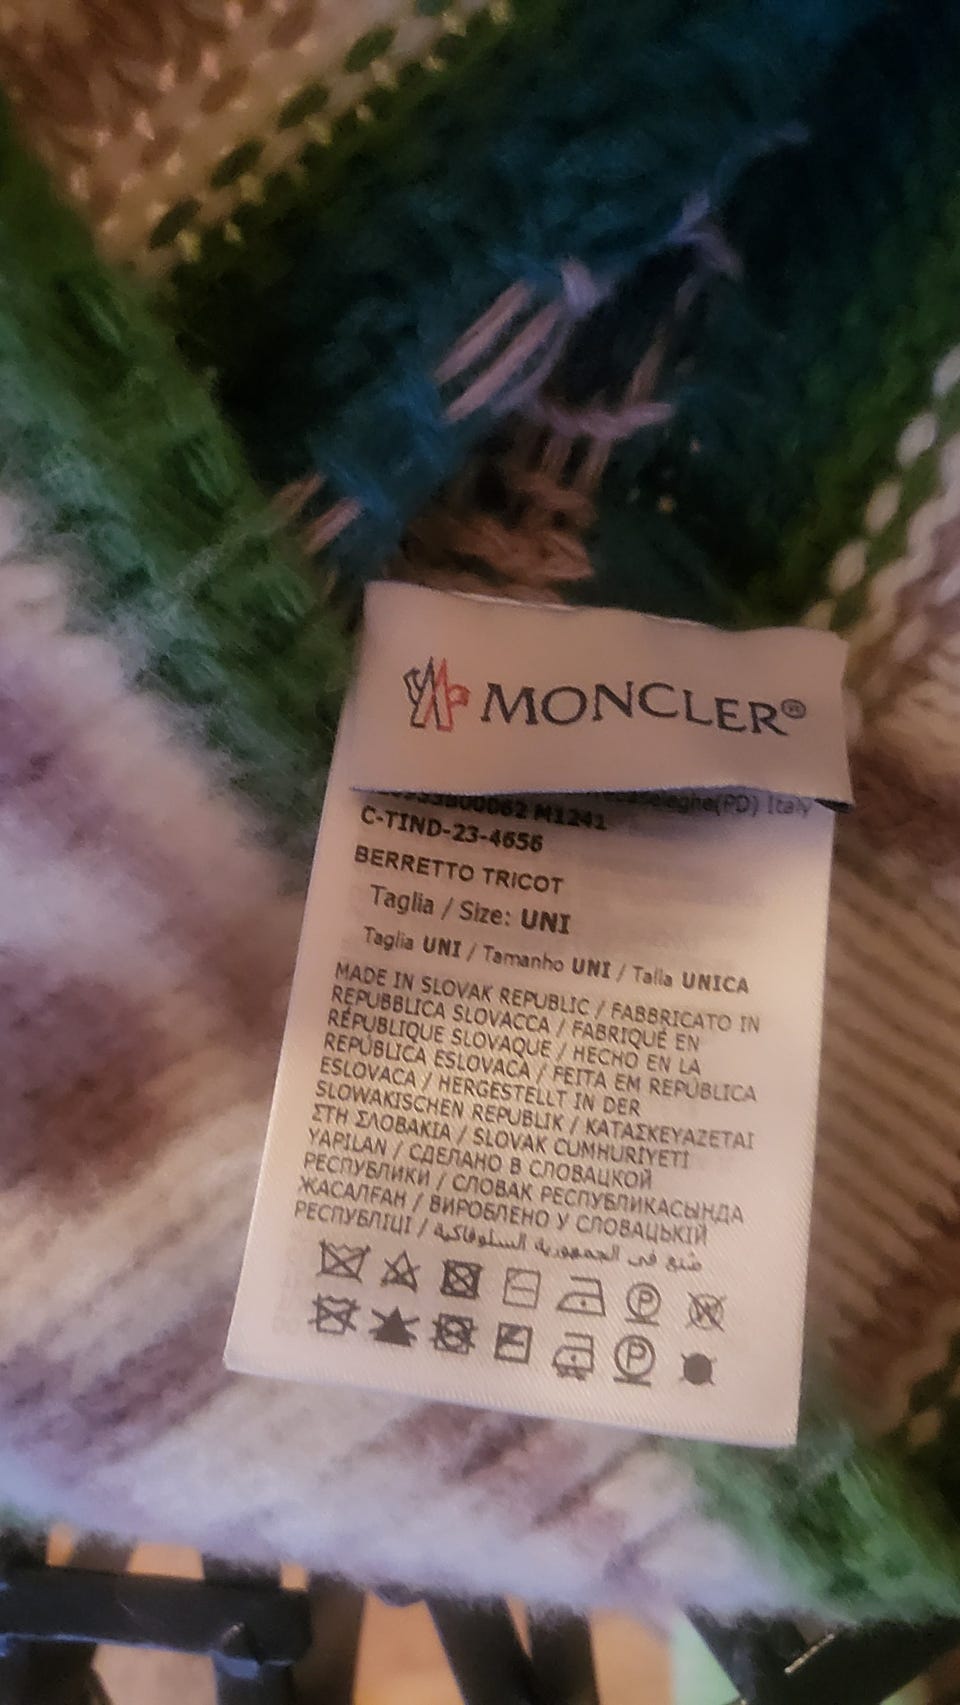 MONCLER®
(PD) Italy
M1241
C-TIND-23-4656
BERRETTO TRICOT
Taglia / Size: UNI
Taglia UNI / Tamanho UNI / Talla UNICA
MADE IN SLOVAK REPUBLIC / FABBRICATO IN
REPUBBLICA SLOVACCA / FABRIQUÉ EN
RÉPUBLIQUE SLOVAQUE / HECHO EN LA
REPÚBLICA ESLOVACA / FEITA EM REPÚBLICA
ESLOVACA / HERGESTELLT IN DER
SLOWAKISCHEN REPUBLIK / ΚΑΤΑΣΚΕΥΑΖΕΤΑΙ
ΣΤΗ ΣΛΟΒΑΚΙΑ / SLOVAK CUMHURIYETI
YAPILAN / СДЕЛАНО В СЛОВАЦКОЙ
РЕСПУБЛИКИ / СЛОВАК РЕСПУБЛИКАСЫНДА
ЖАСАЛҒАН / ВИРОБЛЕНО У СЛОВАЦЬКІЙ
РЕСПУБЛІЦІ / صنع في الجمهورية السلوفاكية
P
P